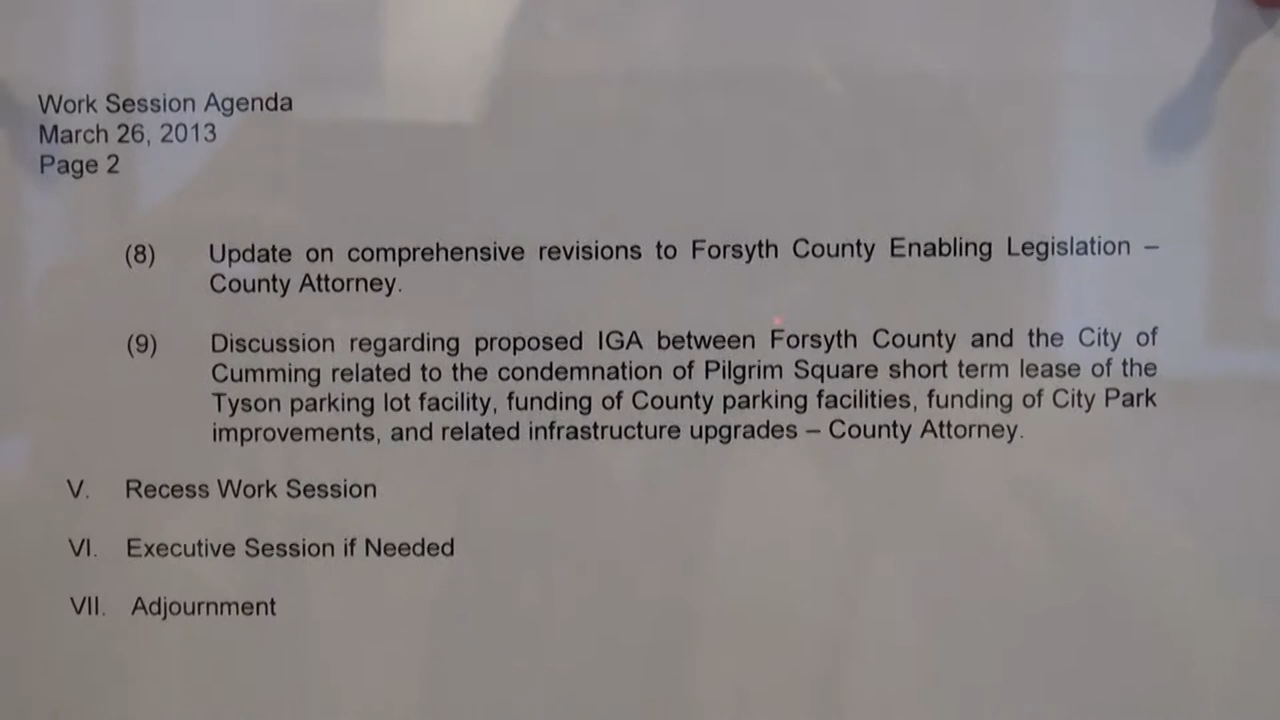 Work Session Agenda
March 26, 2013
Page 2
(8) Update on comprehensive revisions to Forsyth County Enabling Legislation –
County Attorney.
(9) Discussion regarding proposed IGA between Forsyth County and the City of
Cumming related to the condemnation of Pilgrim Square short term lease of the
Tyson parking lot facility, funding of County parking facilities, funding of City Park
improvements, and related infrastructure upgrades – County Attorney.
V. Recess Work Session
VI. Executive Session if Needed
VII. Adjournment